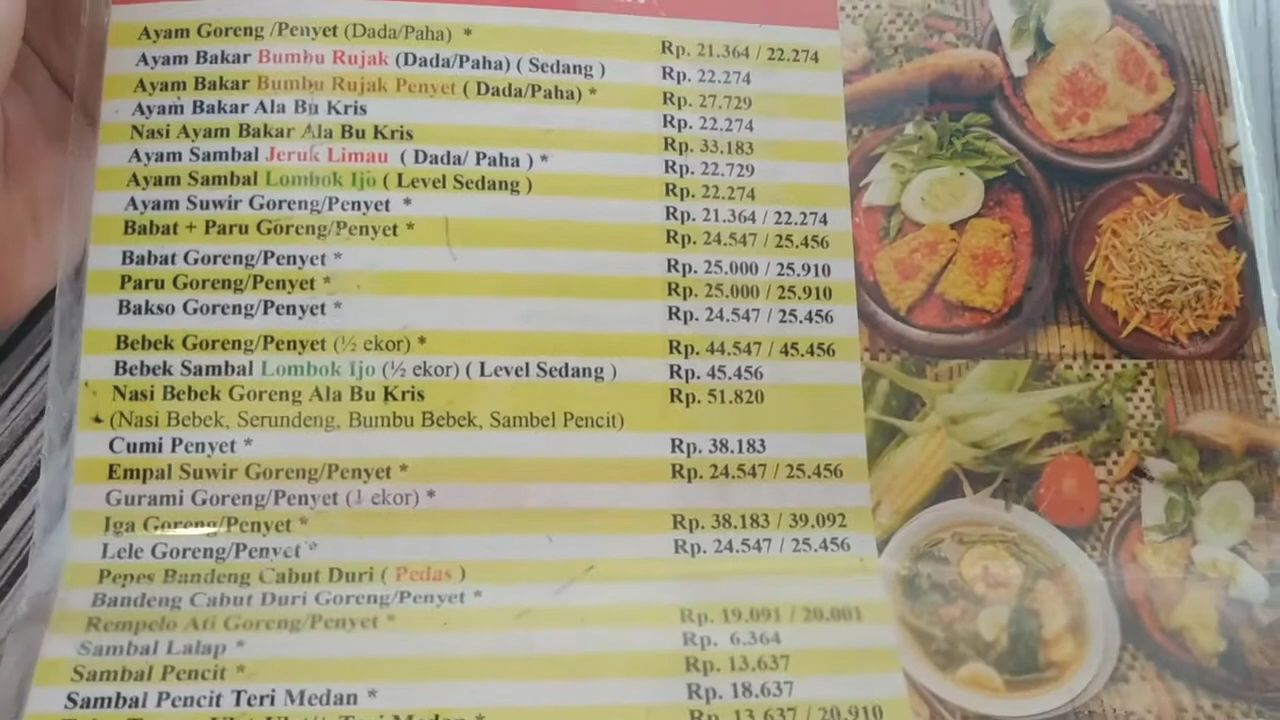 Ayam Goreng /Penyet (Dada/Paha) * Rp. 21.364 / 22.274
Ayam Bakar Bumbu Rujak (Dada/Paha) ( Sedang ) Rp. 22.274
Ayam Bakar Bumbu Rujak Penyet ( Dada/Paha) * Rp. 27.729
Ayam Bakar Ala Bu Kris Rp. 22.274
Nasi Ayam Bakar Ala Bu Kris Rp. 33.183
Ayam Sambal Jeruk Limau ( Dada/ Paha ) * Rp. 22.729
Ayam Sambal Lombok Ijo ( Level Sedang ) Rp. 22.274
Ayam Suwir Goreng/Penyet * Rp. 21.364 / 22.274
Babat + Paru Goreng/Penyet * Rp. 24.547 / 25.456
Babat Goreng/Penyet * Rp. 25.000 / 25.910
Paru Goreng/Penyet * Rp. 25.000 / 25.910
Bakso Goreng/Penyet * Rp. 24.547 / 25.456
Bebek Goreng/Penyet (½ ekor) * Rp. 44.547 / 45.456
Bebek Sambal Lombok Ijo (½ ekor) ( Level Sedang ) Rp. 45.456
Nasi Bebek Goreng Ala Bu Kris Rp. 51.820
(Nasi Bebek, Serundeng, Bumbu Bebek, Sambel Pencit)
Cumi Penyet * Rp. 38.183
Empal Suwir Goreng/Penyet * Rp. 24.547 / 25.456
Gurami Goreng/Penyet (1 ekor) *
Iga Goreng/Penyet * Rp. 38.183 / 39.092
Lele Goreng/Penyet * Rp. 24.547 / 25.456
Pepes Bandeng Cabut Duri ( Pedas )
Bandeng Cabut Duri Goreng/Penyet *
Rempelo Ati Goreng/Penyet * Rp. 19.091 / 20.001
Sambal Lalap * Rp. 6.364
Sambal Pencit * Rp. 13.637
Sambal Pencit Teri Medan * Rp. 18.637
Teri Medan * Rp. 13.637 / 20.910